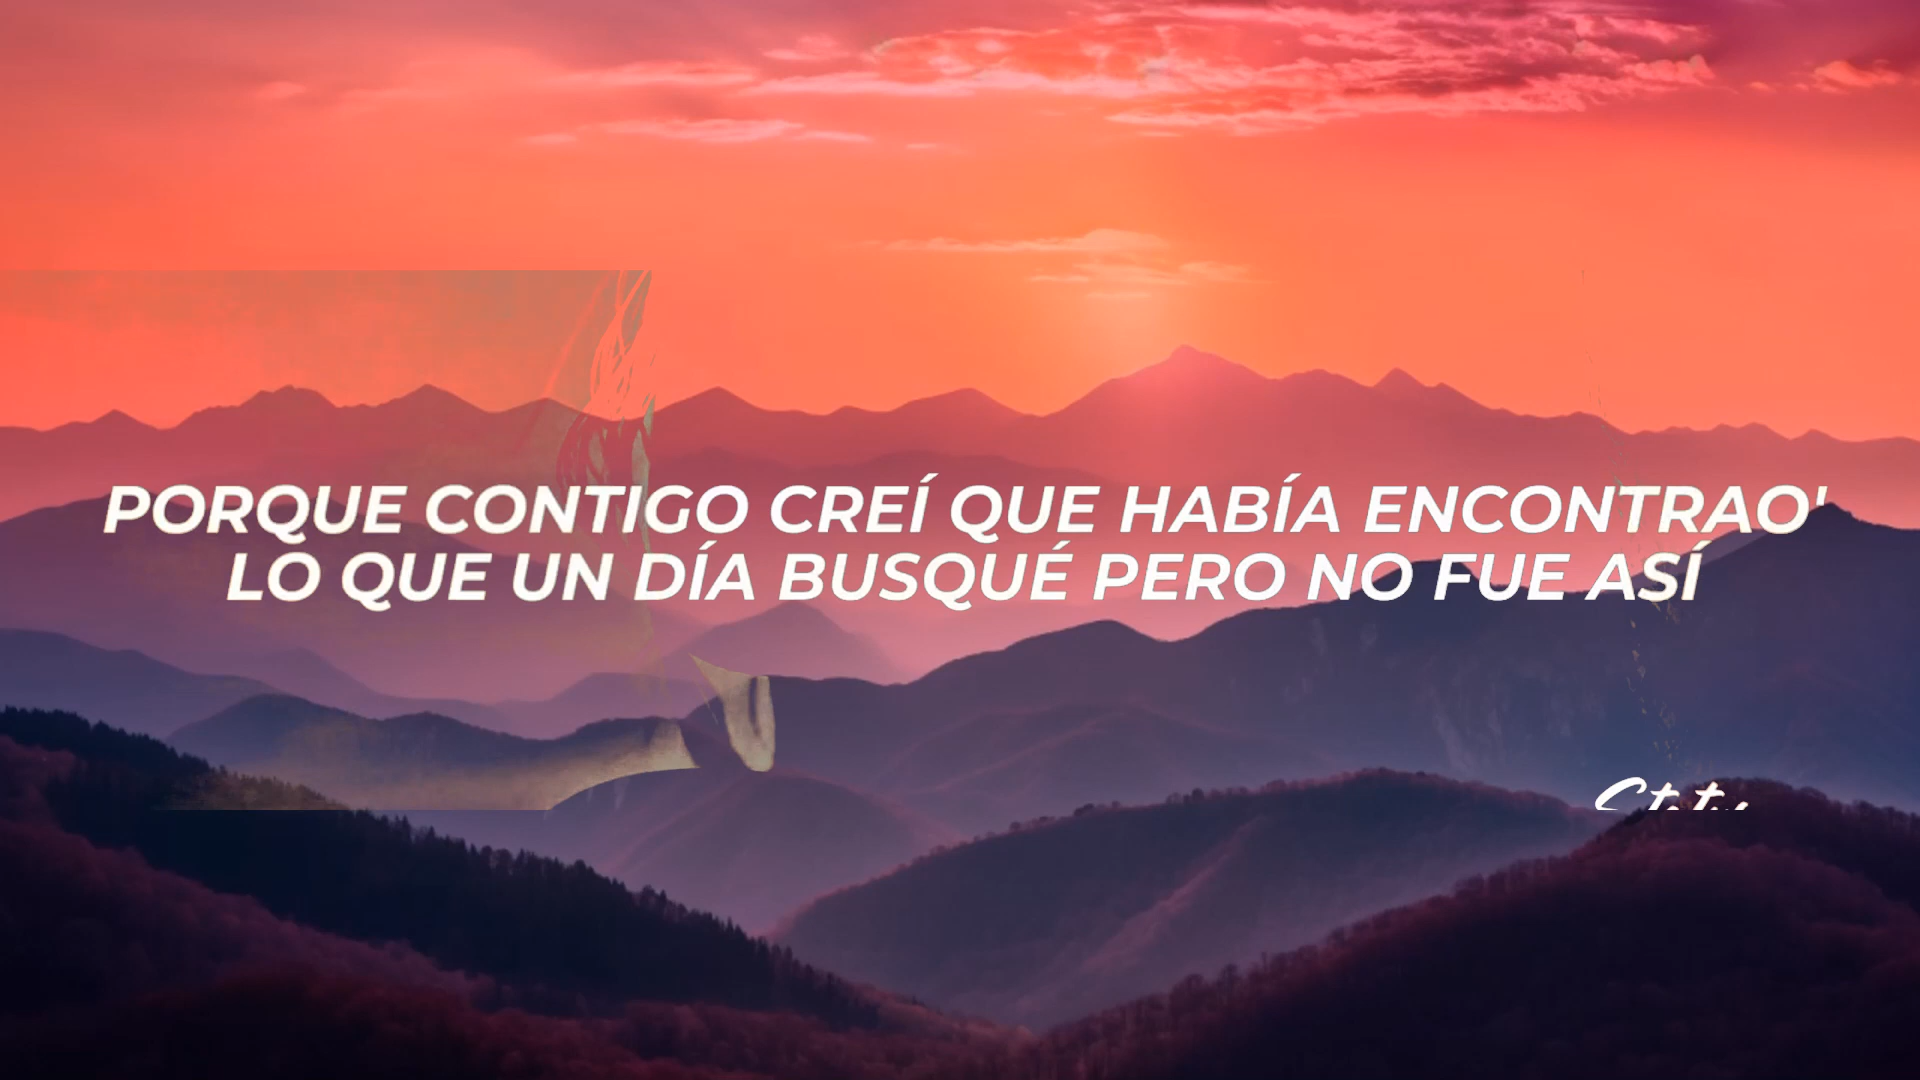 PORQUE CONTIGO CREÍ QUE HABÍA ENCONTRAO'
LO QUE UN DÍA BUSQUÉ PERO NO FUE ASÍ